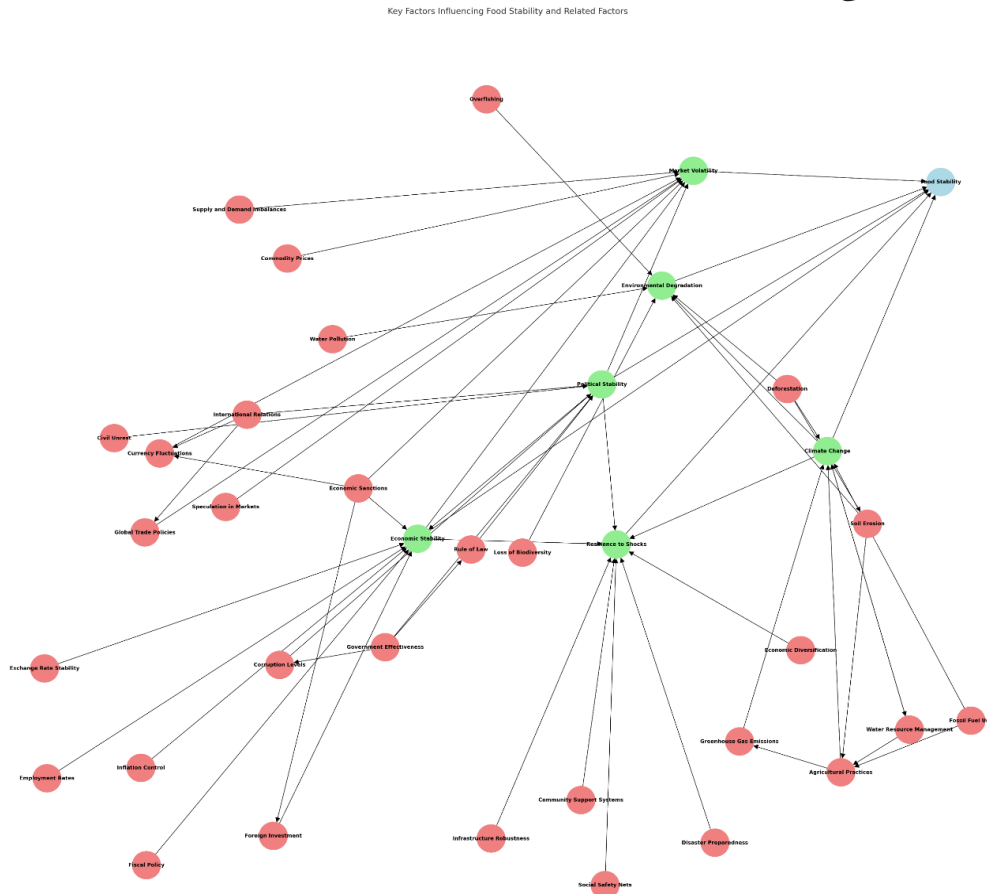 Key Factors Influencing Food Stability and Related Factors
Overfishing
Market Volatility
Food Stability
Supply and Demand Imbalances
Commodity Prices
Environmental Degradation
Water Pollution
Political Stability
Deforestation
International Relations
Civil Unrest
Currency Fluctuations
Climate Change
Economic Sanctions
Speculation in Markets
Soil Erosion
Global Trade Policies
Economic Stability
Rule of Law
Loss of Biodiversity
Resilience to Shocks
Government Effectiveness
Economic Diversification
Corruption Levels
Exchange Rate Stability
Fossil Fuel
Water Resource Management
Greenhouse Gas Emissions
Inflation Control
Agricultural Practices
Employment Rates
Community Support Systems
Foreign Investment
Infrastructure Robustness
Disaster Preparedness
Fiscal Policy
Social Safety Nets